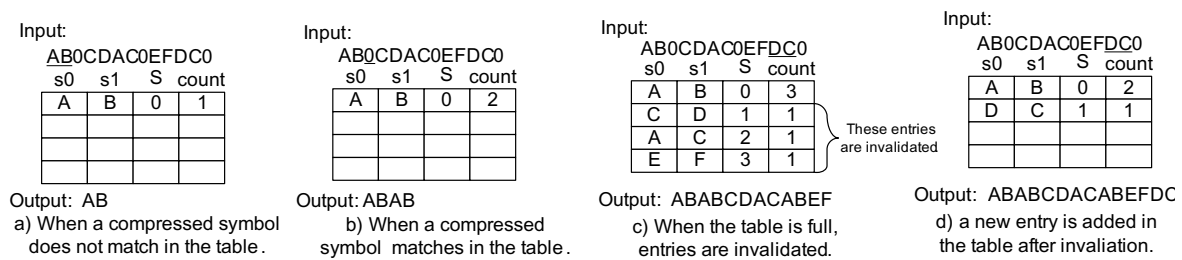 Input:
AB0CDAC0EFDC0
s0 s1 S count
A B 0 1
Output: AB
a) When a compressed symbol
does not match in the table.
Input:
AB0CDAC0EFDC0
s0 s1 S count
A B 0 2
Output: ABAB
b) When a compressed
symbol matches in the table.
Input:
AB0CDAC0EFDC0
s0 s1 S count
A B 0 3
C D 1 1
A C 2 1
E F 3 1
These entries
are invalidated
Output: ABABCDACABEF
c) When the table is full,
entries are invalidated.
Input:
AB0CDAC0EFDC0
s0 s1 S count
A B 0 2
D C 1 1
Output: ABABCDACABEFDC
d) a new entry is added in
the table after invaliation.